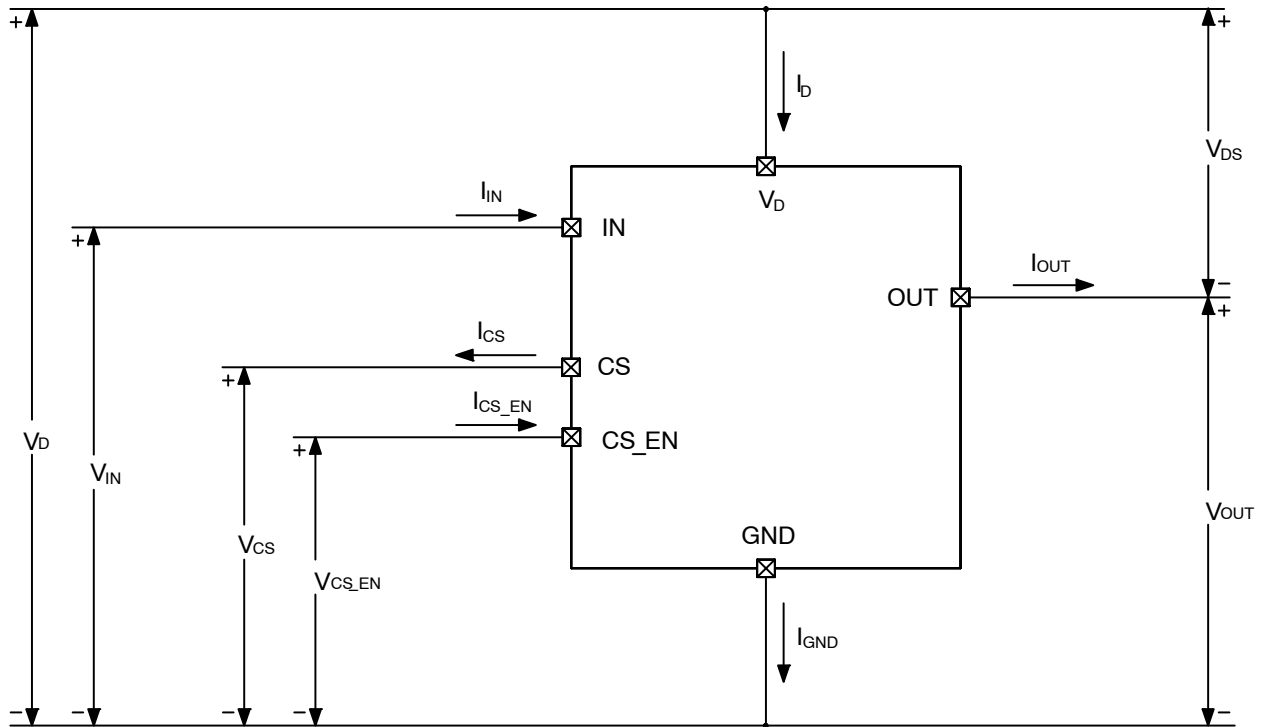 +
+
I_D
V_DS
V_D
I_IN
IN
+
I_OUT
OUT
−
+
I_CS
CS
+
I_CS_EN
CS_EN
+
V_D
V_IN
V_OUT
GND
V_CS
V_CS_EN
I_GND
−
−
−
−
−